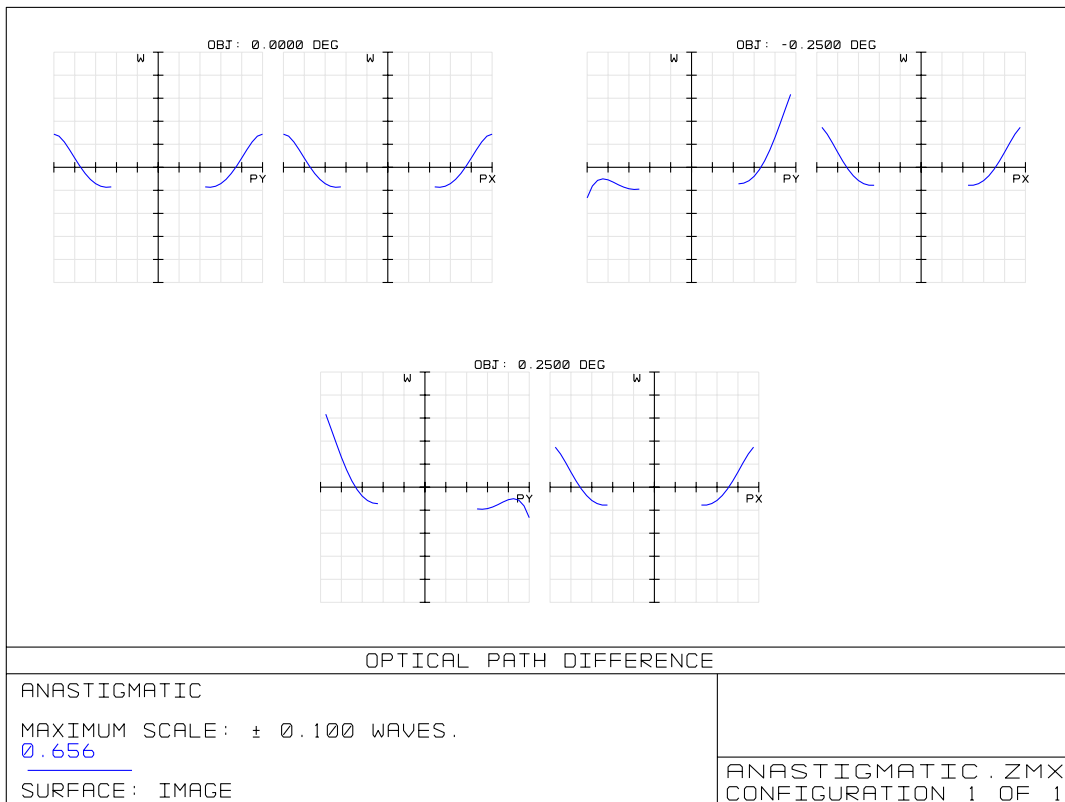 OBJ: 0.0000 DEG
OBJ: -0.2500 DEG
W
W
W
W
PY
PX
PY
PX
OBJ: 0.2500 DEG
W
W
PY
PX
OPTICAL PATH DIFFERENCE
ANASTIGMATIC
MAXIMUM SCALE: ± 0.100 WAVES.
0.656
SURFACE: IMAGE
ANASTIGMATIC.ZMX
CONFIGURATION 1 OF 1